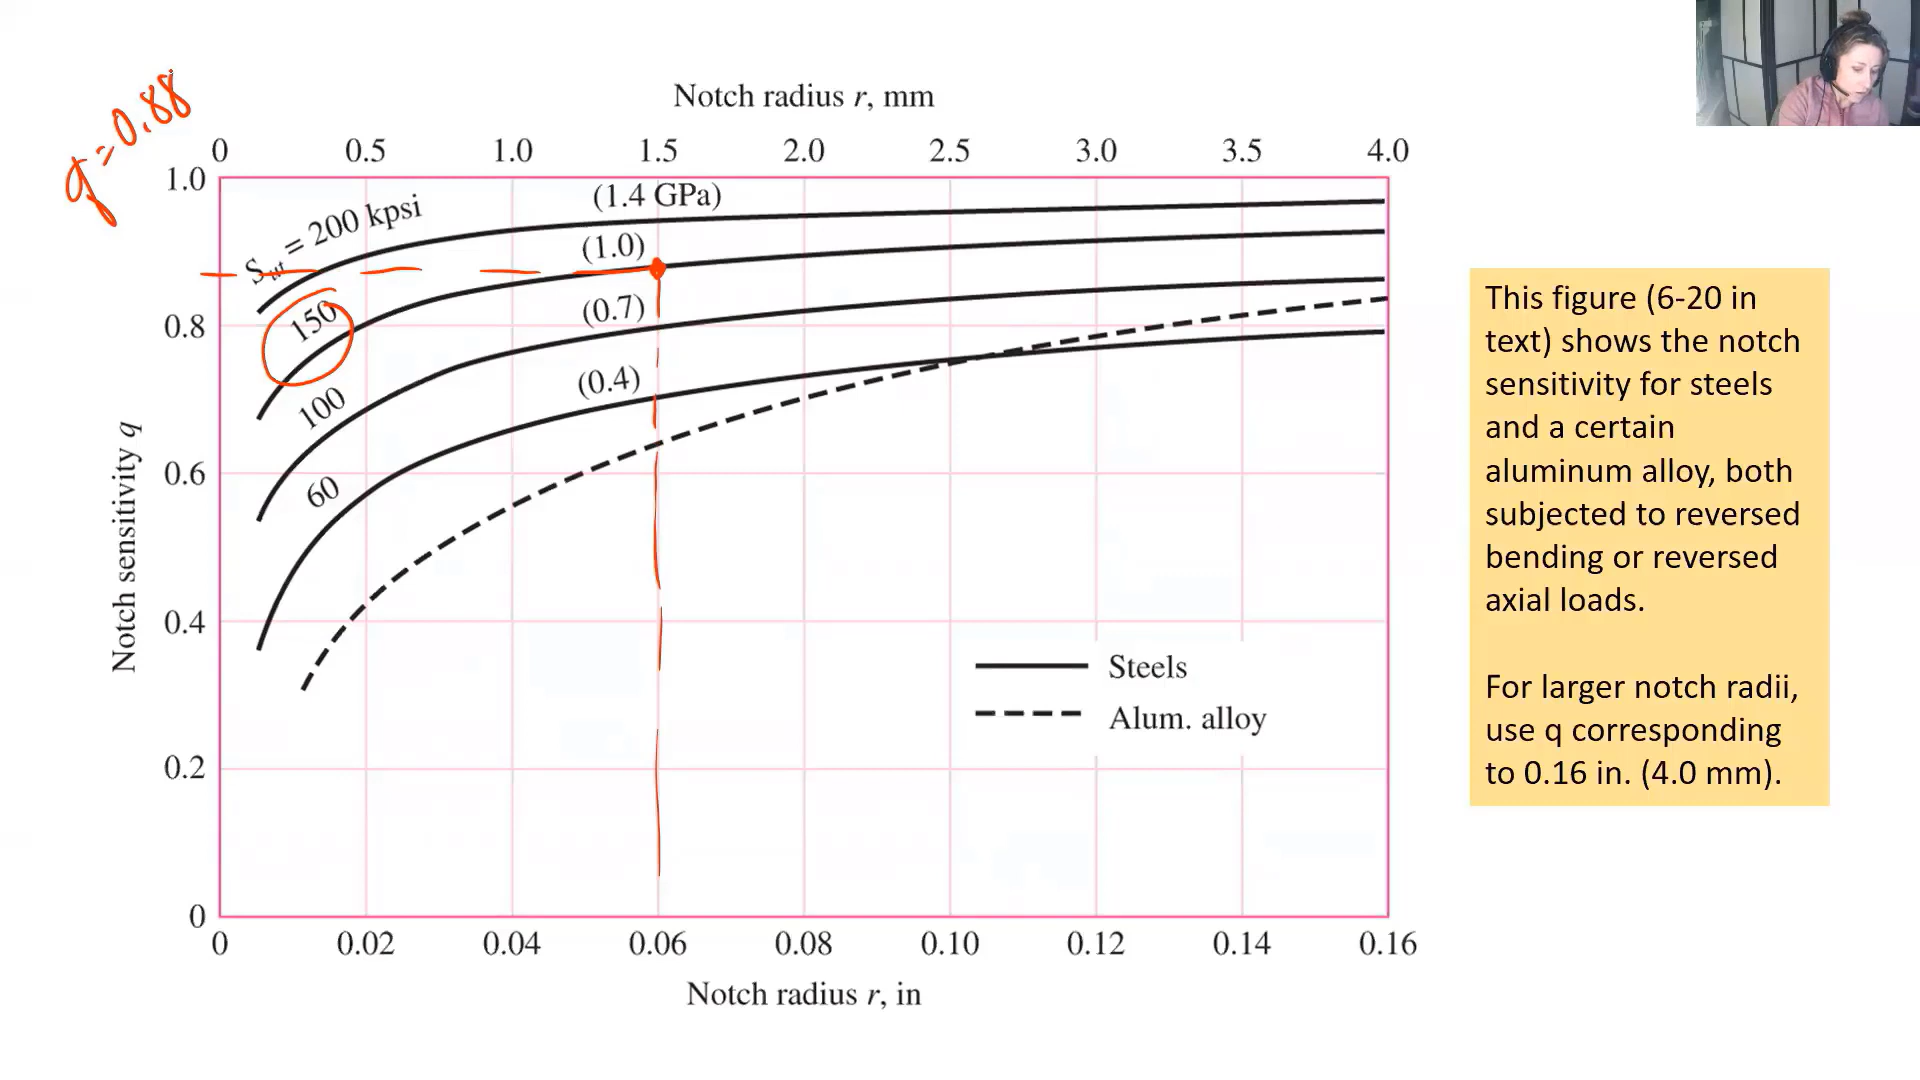 q=0.88
Notch radius r, mm
0 0.5 1.0 1.5 2.0 2.5 3.0 3.5 4.0
1.0
0.8
0.6
0.4
0.2
0
Notch sensitivity q
S_ut = 200 kpsi
(1.4 GPa)
150
(1.0)
100
(0.7)
60
(0.4)
Steels
Alum. alloy
0 0.02 0.04 0.06 0.08 0.10 0.12 0.14 0.16
Notch radius r, in
This figure (6-20 in
text) shows the notch
sensitivity for steels
and a certain
aluminum alloy, both
subjected to reversed
bending or reversed
axial loads.
For larger notch radii,
use q corresponding
to 0.16 in. (4.0 mm).